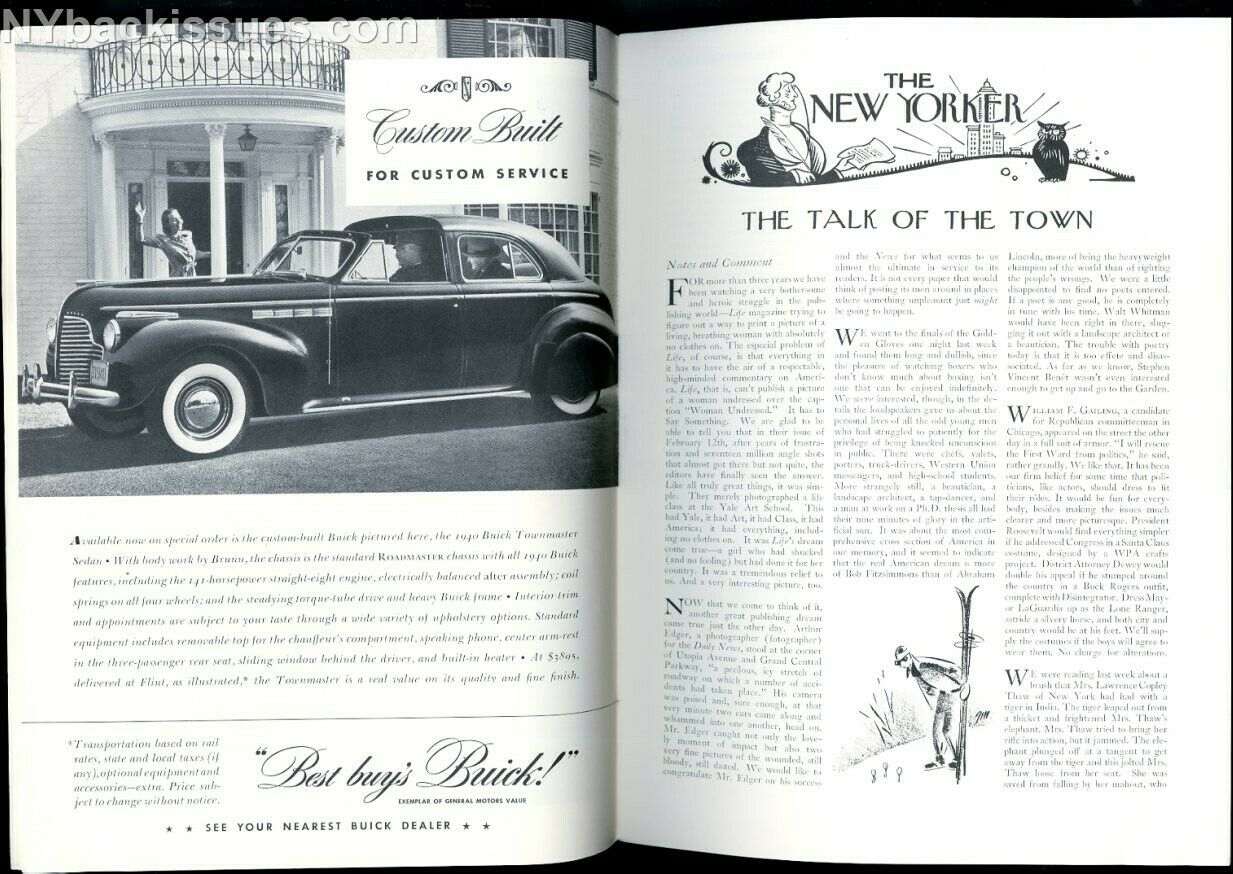 NYbackissues.com
Custom Built
FOR CUSTOM SERVICE
Available now on special order is the custom-built Buick pictured here, the 1940 Buick Townmaster
Sedan • With body work by Brunn, the chassis is the standard ROADMASTER chassis with all 1940 Buick
features, including the 141-horsepower straight-eight engine, electrically balanced after assembly; coil
springs on all four wheels; and the steadying torque-tube drive and heavy Buick frame • Interior trim
and appointments are subject to your taste through a wide variety of upholstery options. Standard
equipment includes removable top for the chauffeur's compartment, speaking phone, center arm-rest
in the three-passenger rear seat, sliding window behind the driver, and built-in heater • At $3895,
delivered at Flint, as illustrated,* the Townmaster is a real value on its quality and fine finish.
*Transportation based on rail
rates, state and local taxes (if
any), optional equipment and
accessories—extra. Price sub-
ject to change without notice.
"Best buy's Buick!"
EXEMPLAR OF GENERAL MOTORS VALUE
★ ★ SEE YOUR NEAREST BUICK DEALER ★ ★
THE
NEW YORKER
THE TALK OF THE TOWN
Notes and Comment
FOR more than three years we have
been watching a very bothersome
and heroic struggle in the pub-
lishing world—Life magazine trying to
figure out a way to print a picture of a
living, breathing woman with absolutely
no clothes on. The especial problem of
Life, of course, is that everything in
it has to have the air of a respectable,
high-minded commentary on Ameri-
ca. Life, that is, can't publish a picture
of a woman undressed over the cap-
tion "Woman Undressed." It has to
Say Something. We are glad to be
able to tell you that in their issue of
February 12th, after years of frustra-
tion and seventeen million angle shots
that almost got there but not quite, the
editors have finally seen the answer.
Like all truly great things, it was sim-
ple. They merely photographed a life
class at the Yale Art School. This
had Yale, it had Art, it had Class, it had
America; it had everything, includ-
ing no clothes on. It was Life's dream
come true—a girl who had shucked
(and no fooling) but had done it for her
country. It was a tremendous relief to
us. And a very interesting picture, too.
NOW that we come to think of it,
another great publishing dream
came true just the other day. Arthur
Edger, a photographer (fotographer)
for the Daily News, stood at the corner
of Utopia Avenue and Grand Central
Parkway, "a perilous, icy stretch of
roadway on which a number of acci-
dents had taken place." His camera
was poised and, sure enough, at that
very minute two cars came along and
whammed into one another, head on.
Mr. Edger caught not only the love-
ly moment of impact but also two
very fine pictures of the wounded, still
bloody, still dazed. We would like to
congratulate Mr. Edger on his success
and the News for what seems to us
almost the ultimate in service to its
readers. It is not every paper that would
think of posting its men around in places
where something unpleasant just might
be going to happen.
WE went to the finals of the Gold-
en Gloves one night last week
and found them long and dullish, since
the pleasure of watching boxers who
don't know much about boxing isn't
one that can be enjoyed indefinitely.
We were interested, though, in the de-
tails the loudspeakers gave us about the
personal lives of all the odd young men
who had struggled so patiently for the
privilege of being knocked unconscious
in public. There were chefs, valets,
porters, truck-drivers, Western Union
messengers, and high-school students.
More strangely still, a beautician, a
landscape architect, a tap-dancer, and
a man at work on a Ph.D. thesis all had
their nine minutes of glory in the arti-
ficial sun. It was about the most com-
prehensive cross section of America in
our memory, and it seemed to indicate
that the real American dream is more
of Bob Fitzsimmons than of Abraham
Lincoln, more of being the heavyweight
champion of the world than of righting
the people's wrongs. We were a little
disappointed to find no poets entered.
If a poet is any good, he is completely
in tune with his time. Walt Whitman
would have been right in there, slug-
ging it out with a landscape architect or
a beautician. The trouble with poetry
today is that it is too effete and disas-
sociated. As far as we know, Stephen
Vincent Benét wasn't even interested
enough to get up and go to the Garden.
WILLIAM F. GAILING, a candidate
for Republican committeeman in
Chicago, appeared on the street the other
day in a full suit of armor. "I will rescue
the First Ward from politics," he said,
rather grandly. We like that. It has been
our firm belief for some time that poli-
ticians, like actors, should dress to fit
their rôles. It would be fun for every-
body, besides making the issues much
clearer and more picturesque. President
Roosevelt would find everything simpler
if he addressed Congress in a Santa Claus
costume, designed by a WPA crafts
project. District Attorney Dewey would
double his appeal if he stumped around
the country in a Buck Rogers outfit,
complete with Disintegrator. Dress May-
or LaGuardia up as the Lone Ranger,
astride a silvery horse, and both city and
country would be at his feet. We'll sup-
ply the costumes if the boys will agree to
wear them. No charge for alterations.
WE were reading last week about a
brush that Mrs. Lawrence Copley
Thaw of New York had had with a
tiger in India. The tiger leaped out from
a thicket and frightened Mrs. Thaw's
elephant. Mrs. Thaw tried to bring her
rifle into action, but it jammed. The ele-
phant plunged off at a tangent to get
away from the tiger and this jolted Mrs.
Thaw loose from her seat. She was
saved from falling by her mahout, who